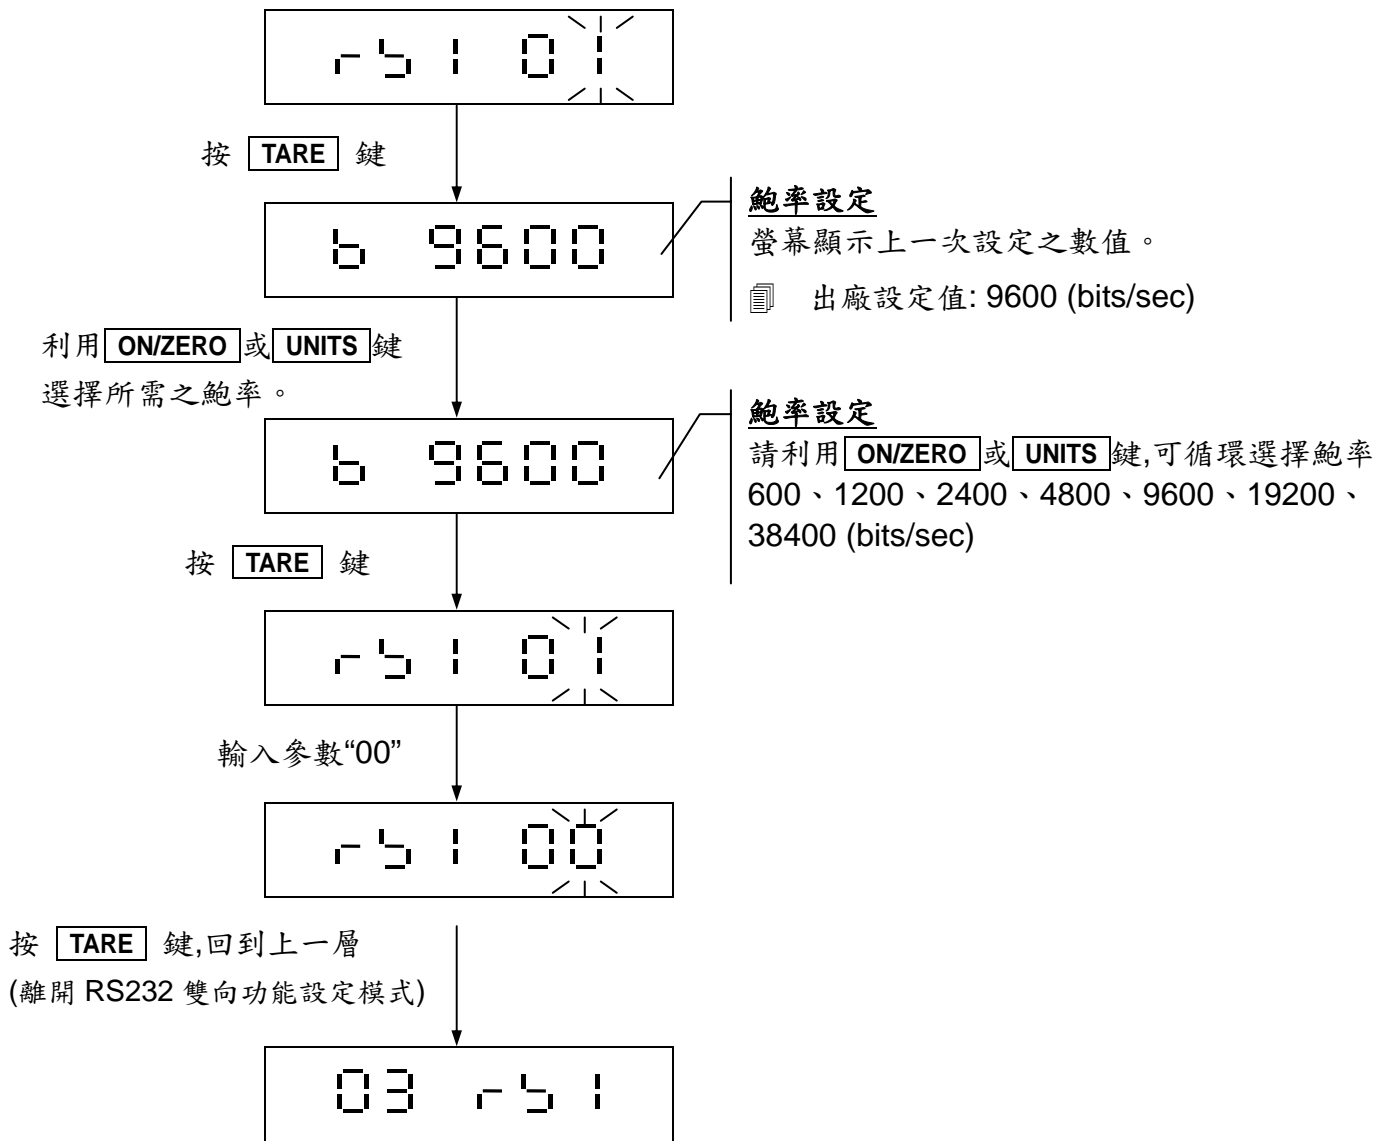 rS1 01
按 TARE 鍵
b 9600
鮑率設定
螢幕顯示上一次設定之數值。
出廠設定值: 9600 (bits/sec)
利用 ON/ZERO 或 UNITS 鍵
選擇所需之鮑率。
b 9600
鮑率設定
請利用 ON/ZERO 或 UNITS 鍵,可循環選擇鮑率
600、1200、2400、4800、9600、19200、
38400 (bits/sec)
按 TARE 鍵
rS1 01
輸入參數“00”
rS1 00
按 TARE 鍵,回到上一層
(離開 RS232 雙向功能設定模式)
03 rS1